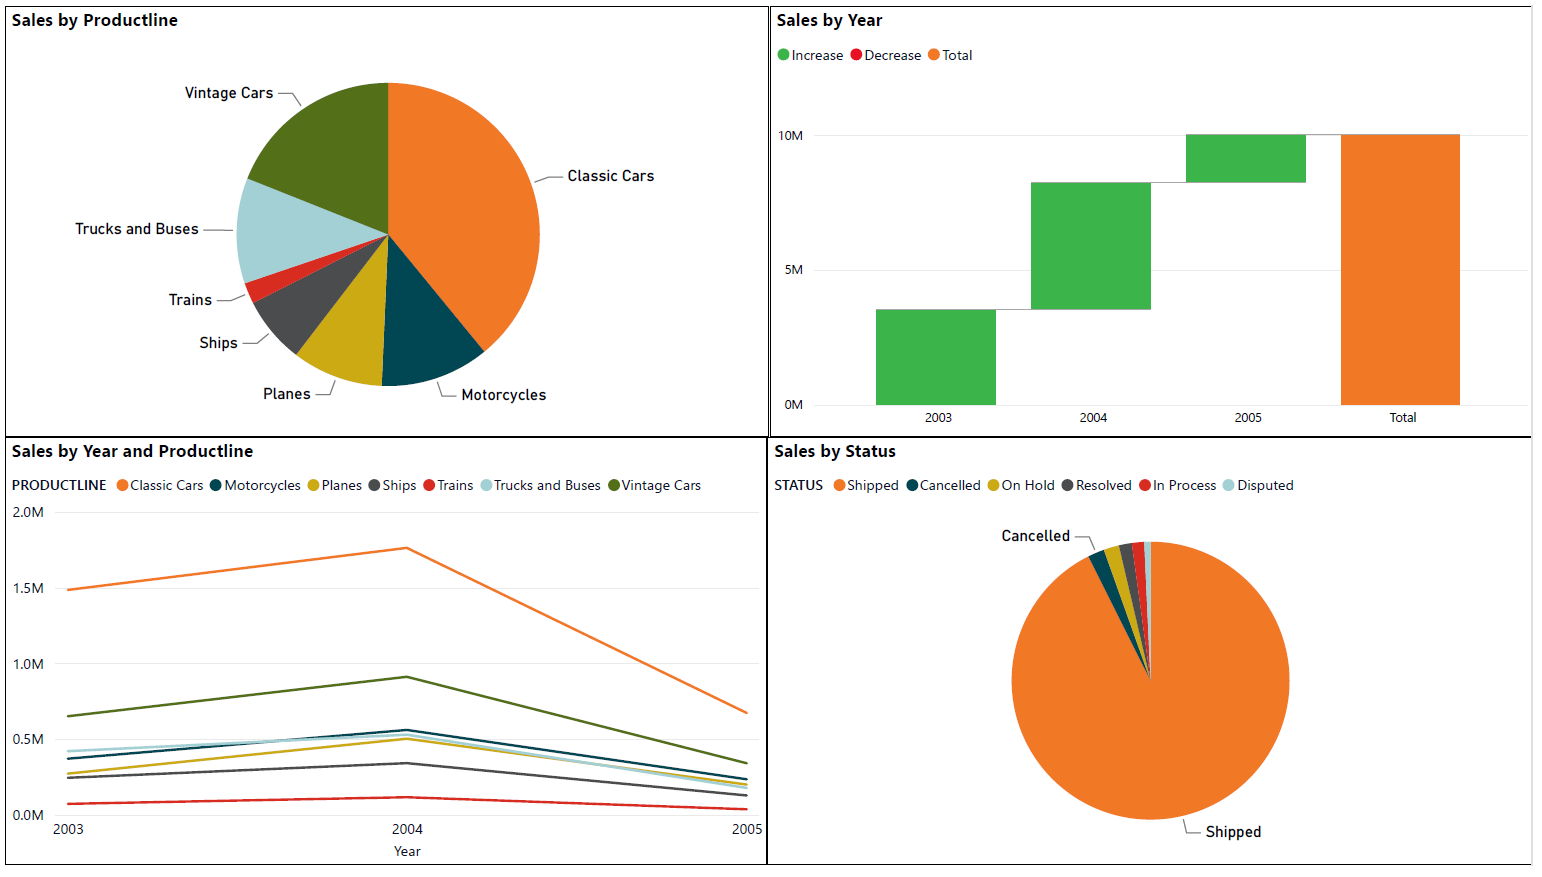 Sales by Productline
Vintage Cars
Classic Cars
Trucks and Buses
Trains
Ships
Planes
Motorcycles
Sales by Year
Increase Decrease Total
10M
5M
0M
2003 2004 2005 Total
Sales by Year and Productline
PRODUCTLINE Classic Cars Motorcycles Planes Ships Trains Trucks and Buses Vintage Cars
2.0M
1.5M
1.0M
0.5M
0.0M
2003 2004 2005
Year
Sales by Status
STATUS Shipped Cancelled On Hold Resolved In Process Disputed
Cancelled
Shipped